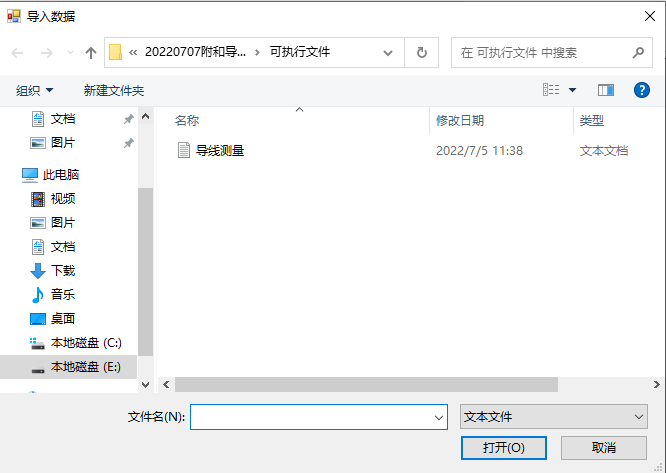 导入数据
« 20220707附和导... › 可执行文件
在 可执行文件 中搜索
组织
新建文件夹
文档
图片
此电脑
视频
图片
文档
下载
音乐
桌面
本地磁盘 (C:)
本地磁盘 (E:)
名称 修改日期 类型
导线测量 2022/7/5 11:38 文本文档
文件名(N):
文本文件
打开(O)
取消